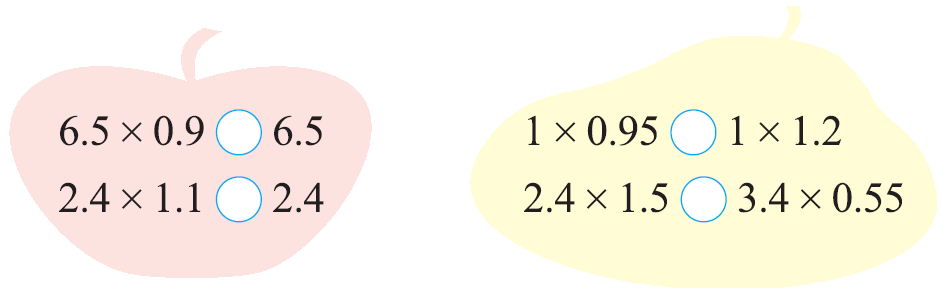 6.5 × 0.9 ◯ 6.5
2.4 × 1.1 ◯ 2.4
1 × 0.95 ◯ 1 × 1.2
2.4 × 1.5 ◯ 3.4 × 0.55